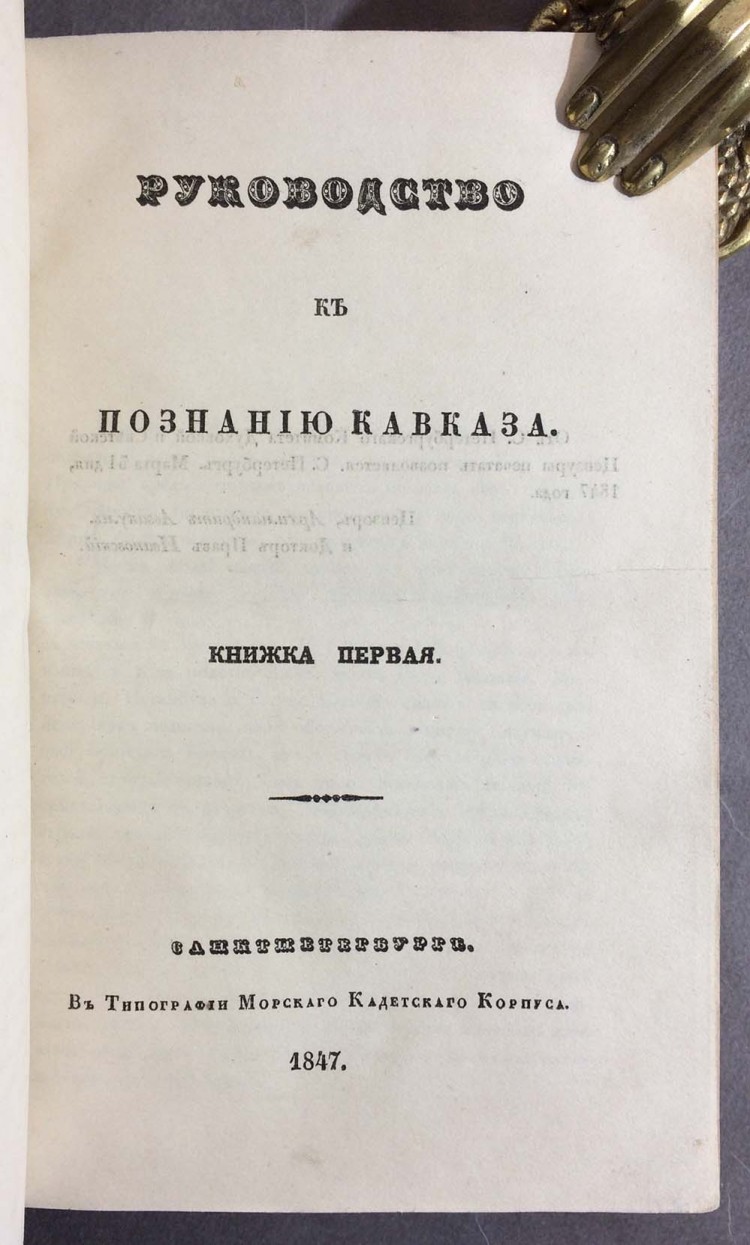 РУКОВОДСТВО
КЪ
ПОЗНАНІЮ КАВКАЗА.
КНИЖКА ПЕРВАЯ.
САНКТПЕТЕРБУРГЪ.
Въ Типографіи Морскаго Кадетскаго Корпуса.
1847.